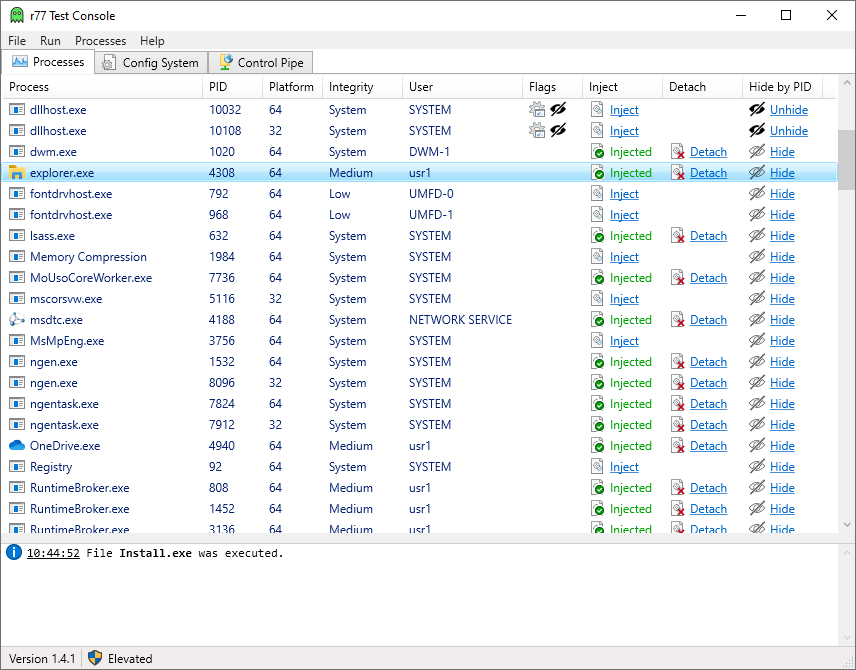 r77 Test Console
File Run Processes Help
Processes Config System Control Pipe
Process PID Platform Integrity User Flags Inject Detach Hide by PID
dllhost.exe 10032 64 System SYSTEM Inject Unhide
dllhost.exe 10108 32 System SYSTEM Inject Unhide
dwm.exe 1020 64 System DWM-1 Injected Detach Hide
explorer.exe 4308 64 Medium usr1 Injected Detach Hide
fontdrvhost.exe 792 64 Low UMFD-0 Inject Hide
fontdrvhost.exe 968 64 Low UMFD-1 Inject Hide
lsass.exe 632 64 System SYSTEM Injected Detach Hide
Memory Compression 1984 64 System SYSTEM Inject Hide
MoUsoCoreWorker.exe 7736 64 System SYSTEM Injected Detach Hide
mscorsvw.exe 5116 32 System SYSTEM Inject Hide
msdtc.exe 4188 64 System NETWORK SERVICE Injected Detach Hide
MsMpEng.exe 3756 64 System SYSTEM Inject Hide
ngen.exe 1532 64 System SYSTEM Injected Detach Hide
ngen.exe 8096 32 System SYSTEM Injected Detach Hide
ngentask.exe 7824 64 System SYSTEM Injected Detach Hide
ngentask.exe 7912 32 System SYSTEM Injected Detach Hide
OneDrive.exe 4940 64 Medium usr1 Injected Detach Hide
Registry 92 64 System SYSTEM Inject Hide
RuntimeBroker.exe 808 64 Medium usr1 Injected Detach Hide
RuntimeBroker.exe 1452 64 Medium usr1 Injected Detach Hide
RuntimeBroker.exe 3136 64 Medium usr1 Injected Detach Hide
10:44:52 File Install.exe was executed.
Version 1.4.1 Elevated